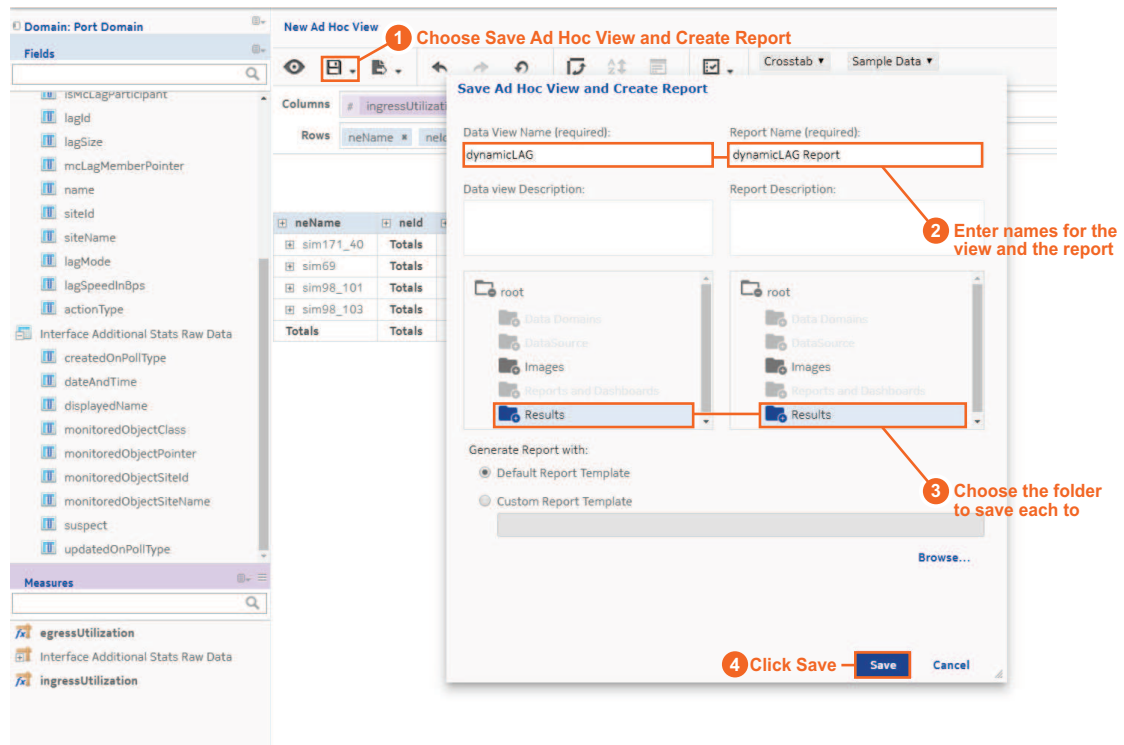 Domain: Port Domain
Fields
isMcLagParticipant
lagId
lagSize
mcLagMemberPointer
name
siteId
siteName
lagMode
lagSpeedInBps
actionType
Interface Additional Stats Raw Data
createdOnPollType
dateAndTime
displayedName
monitoredObjectClass
monitoredObjectPointer
monitoredObjectSiteId
monitoredObjectSiteName
suspect
updatedOnPollType
Measures
egressUtilization
Interface Additional Stats Raw Data
ingressUtilization
New Ad Hoc View
1 Choose Save Ad Hoc View and Create Report
Crosstab ▼ Sample Data ▼
Columns # ingressUtilizati
Rows neName × neId
neName neId
sim171_40 Totals
sim69 Totals
sim98_101 Totals
sim98_103 Totals
Totals Totals
Save Ad Hoc View and Create Report
Data View Name (required): Report Name (required):
dynamicLAG dynamicLAG Report
Data view Description: Report Description:
2 Enter names for the
view and the report
root root
Data Domains Data Domains
DataSource DataSource
Images Images
Reports and Dashboards Reports and Dashboards
Results Results
Generate Report with:
Default Report Template
Custom Report Template
3 Choose the folder
to save each to
Browse...
4 Click Save
Save Cancel